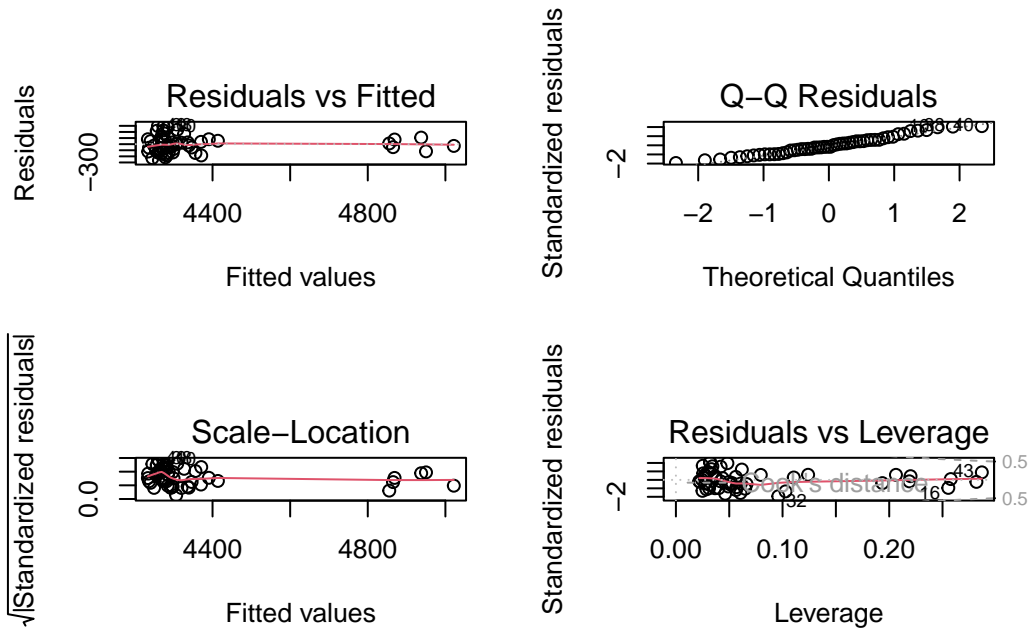 Residuals vs Fitted
Residuals
−300
4400
4800
Fitted values
Q−Q Residuals
Standardized residuals
−2
40
−2
−1
0
1
2
Theoretical Quantiles
Scale−Location
√|Standardized residuals|
0.0
4400
4800
Fitted values
Residuals vs Leverage
Standardized residuals
−2
Cook's distance
43
16
32
0.5
0.5
0.00
0.10
0.20
Leverage